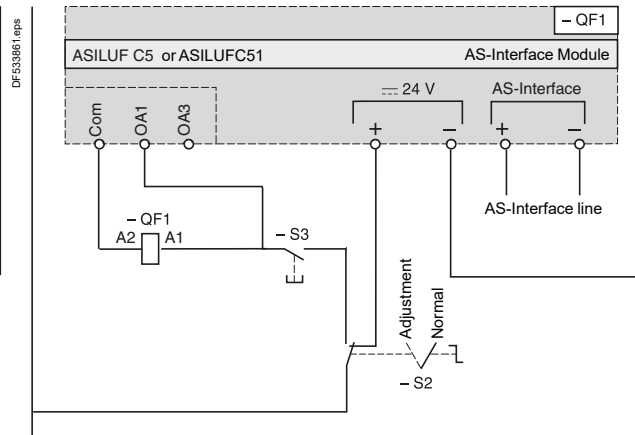 DF533861.eps
– QF1
ASILUF C5 or ASILUFC51 AS-Interface Module
24 V AS-Interface
Com OA1 OA3 + – + –
AS-Interface line
– QF1
A2 A1
– S3
Adjustment
Normal
– S2